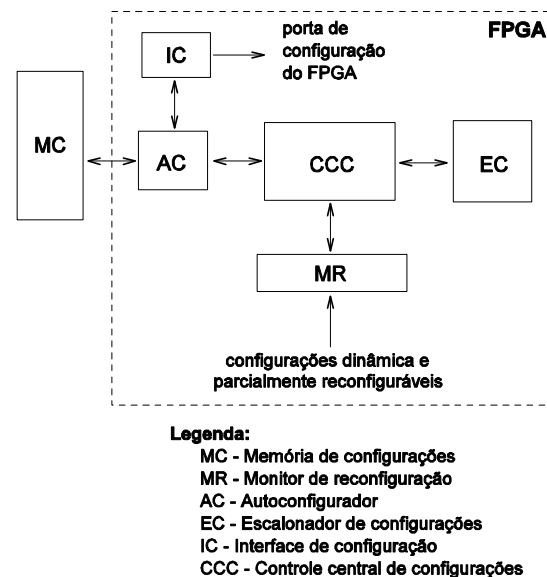 FPGA
porta de
configuração
do FPGA
IC
MC
AC
CCC
EC
MR
configurações dinâmica e
parcialmente reconfiguráveis
Legenda:
MC - Memória de configurações
MR - Monitor de reconfiguração
AC - Autoconfigurador
EC - Escalonador de configurações
IC - Interface de configuração
CCC - Controle central de configurações